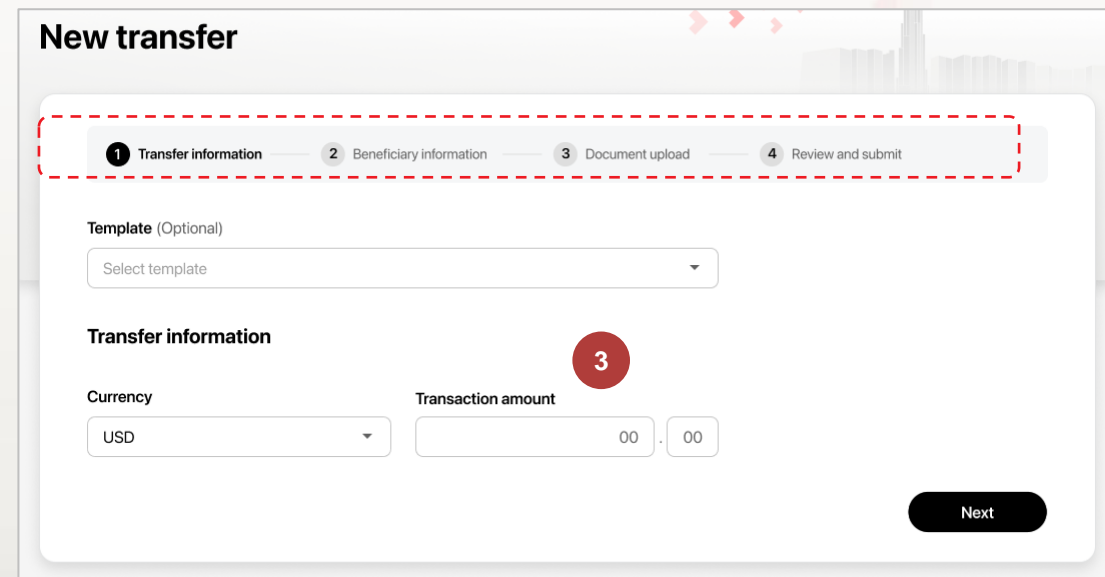 New transfer
1 Transfer information 2 Beneficiary information 3 Document upload 4 Review and submit
Template (Optional)
Select template
Transfer information
3
Currency Transaction amount
USD 00 . 00
Next